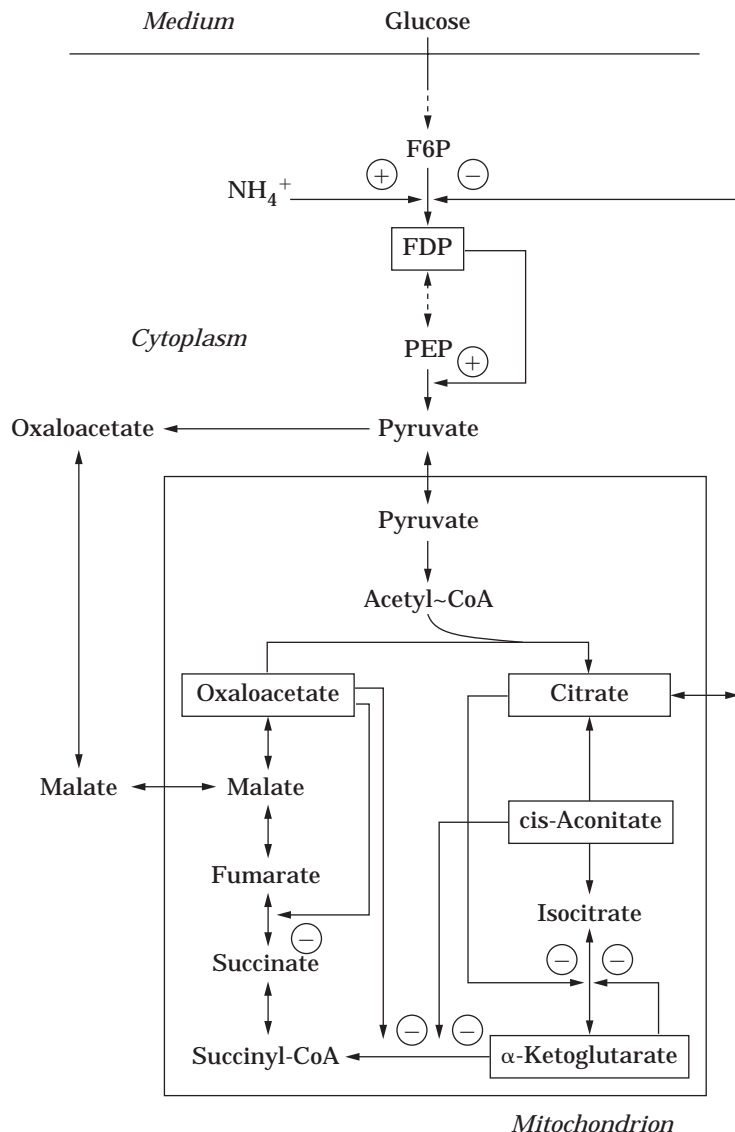 Medium Glucose
F6P
+ −
NH₄⁺
FDP
Cytoplasm
PEP +
Oxaloacetate Pyruvate
Pyruvate
Acetyl~CoA
Oxaloacetate Citrate
Malate Malate cis-Aconitate
Fumarate
Isocitrate
−
Succinate − −
− −
Succinyl-CoA α-Ketoglutarate
Mitochondrion